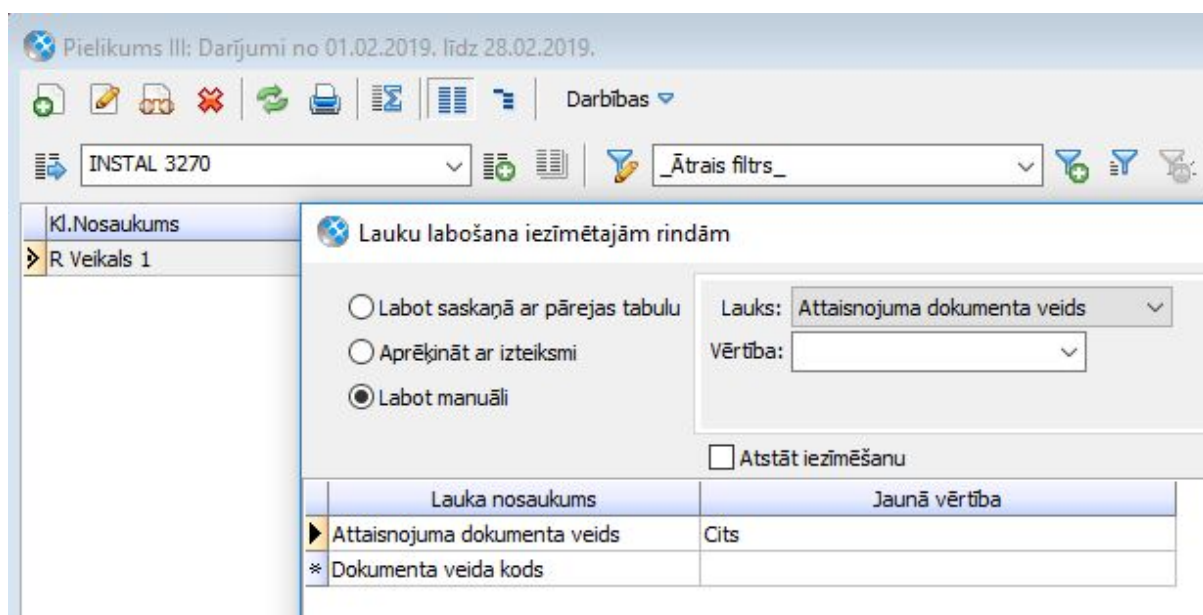 Pielikums III: Darījumi no 01.02.2019. līdz 28.02.2019.
Darbības
INSTAL 3270
_Ātrais filtrs_
Kl.Nosaukums
R Veikals 1
Lauku labošana iezīmētajām rindām
Labot saskaņā ar pārejas tabulu
Lauks: Attaisnojuma dokumenta veids
Aprēķināt ar izteiksmi
Vērtība:
Labot manuāli
Atstāt iezīmēšanu
Lauka nosaukums Jaunā vērtība
Attaisnojuma dokumenta veids Cits
* Dokumenta veida kods